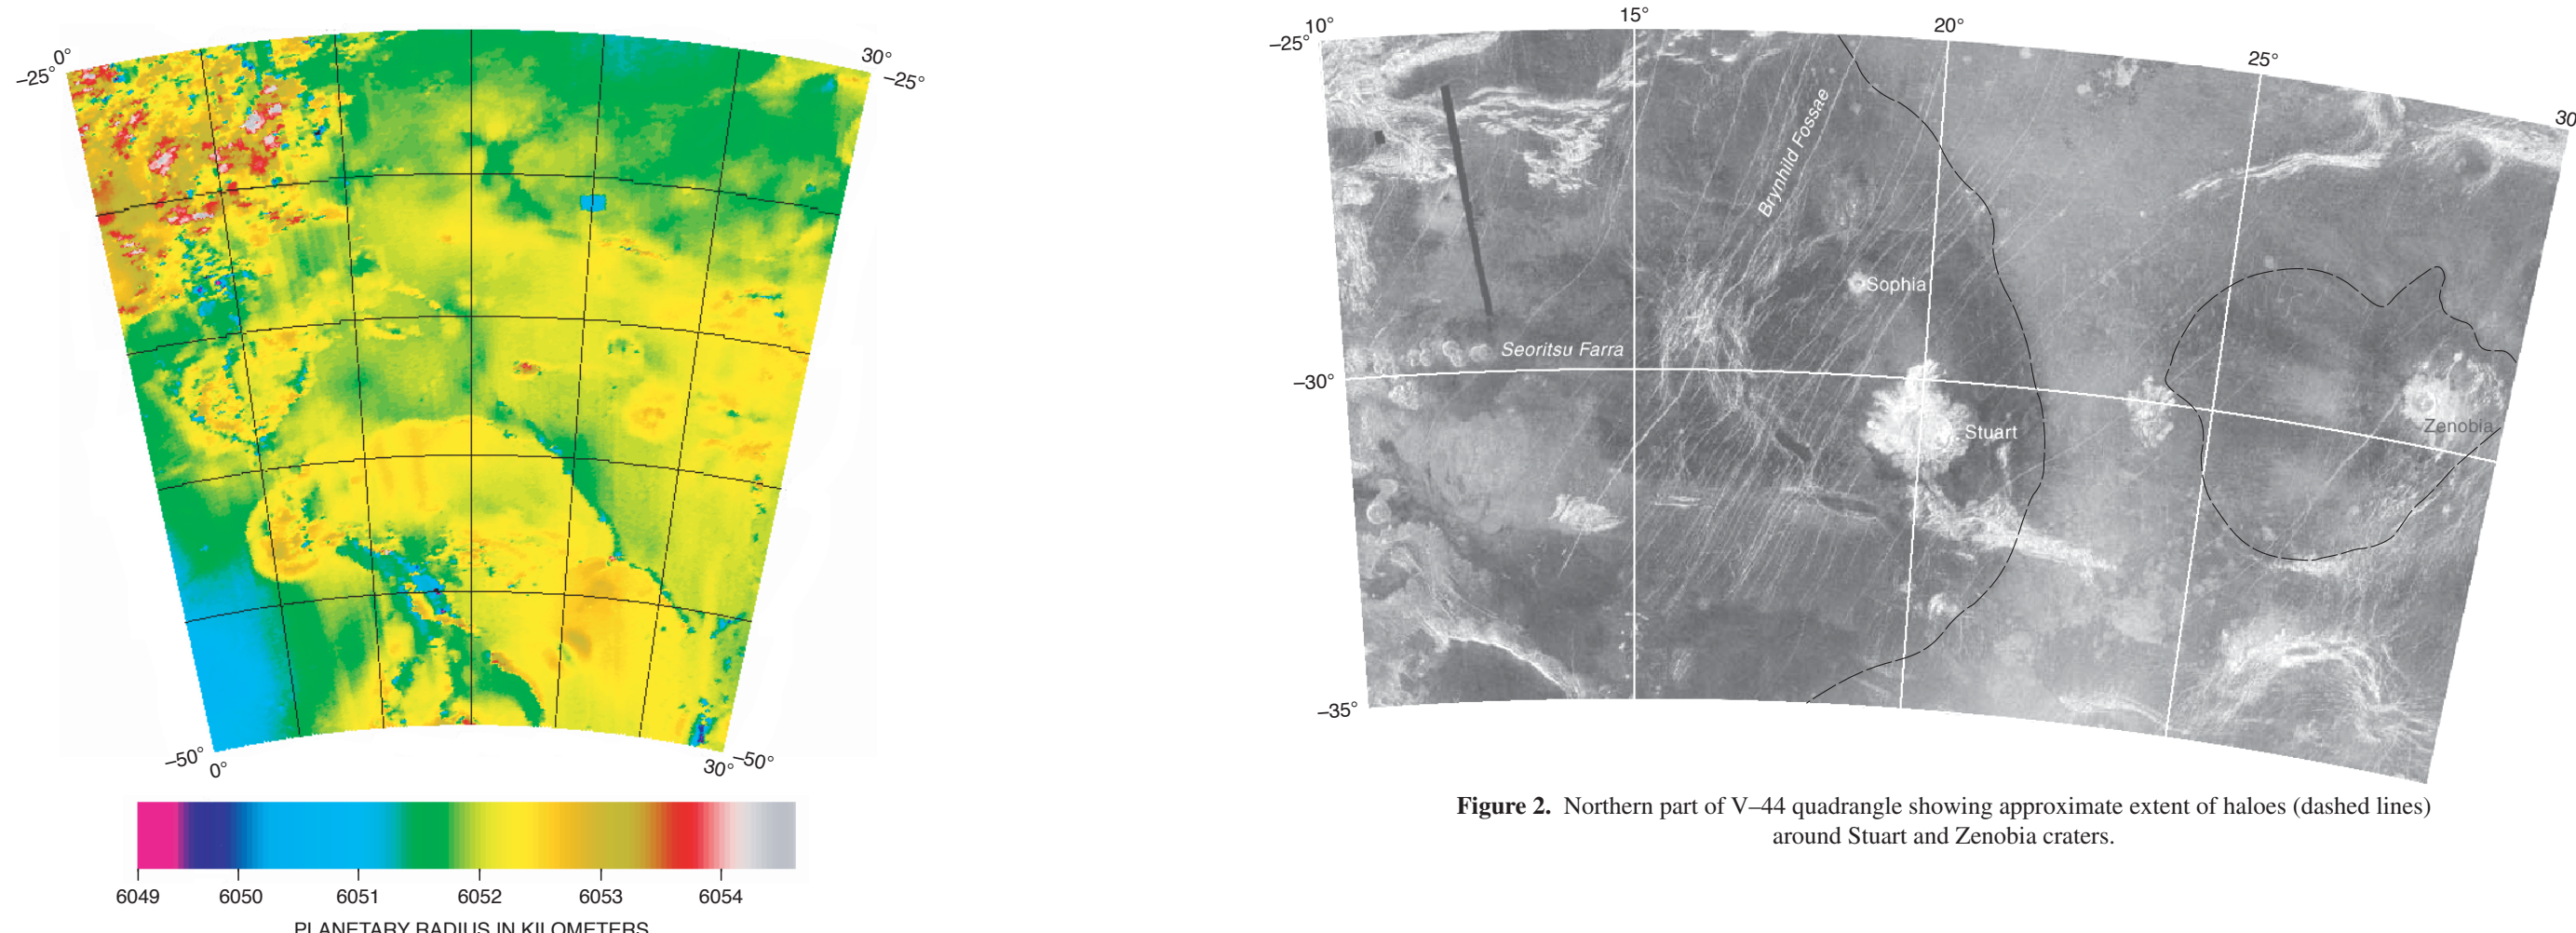 0°
30°
−25°
−25°
−50°
−50°
0°
30°
6049 6050 6051 6052 6053 6054
PLANETARY RADIUS IN KILOMETERS
10°
15°
20°
25°
30
−25°
−30°
−35°
Brynhild Fossae
Sophia
Seoritsu Farra
Stuart
Zenobia
Figure 2. Northern part of V–44 quadrangle showing approximate extent of haloes (dashed lines)
around Stuart and Zenobia craters.